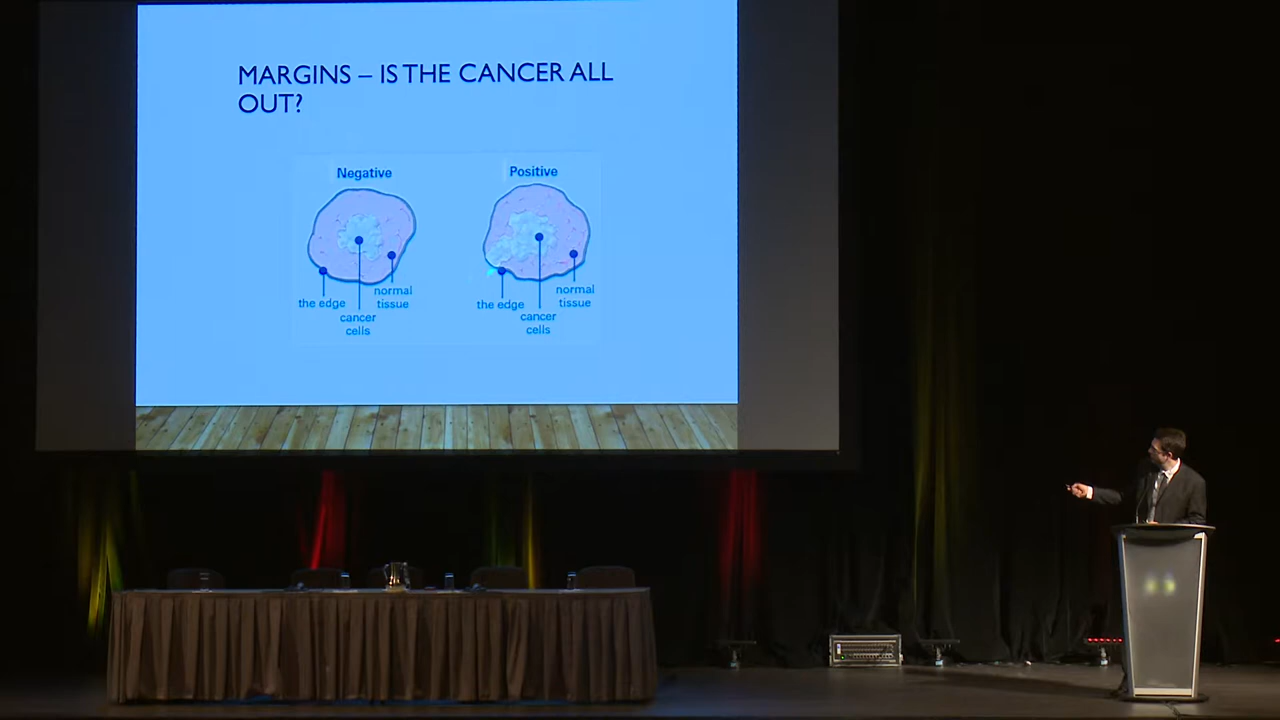 MARGINS – IS THE CANCER ALL
OUT?
Negative
Positive
the edge
normal
tissue
cancer
cells
the edge
normal
tissue
cancer
cells